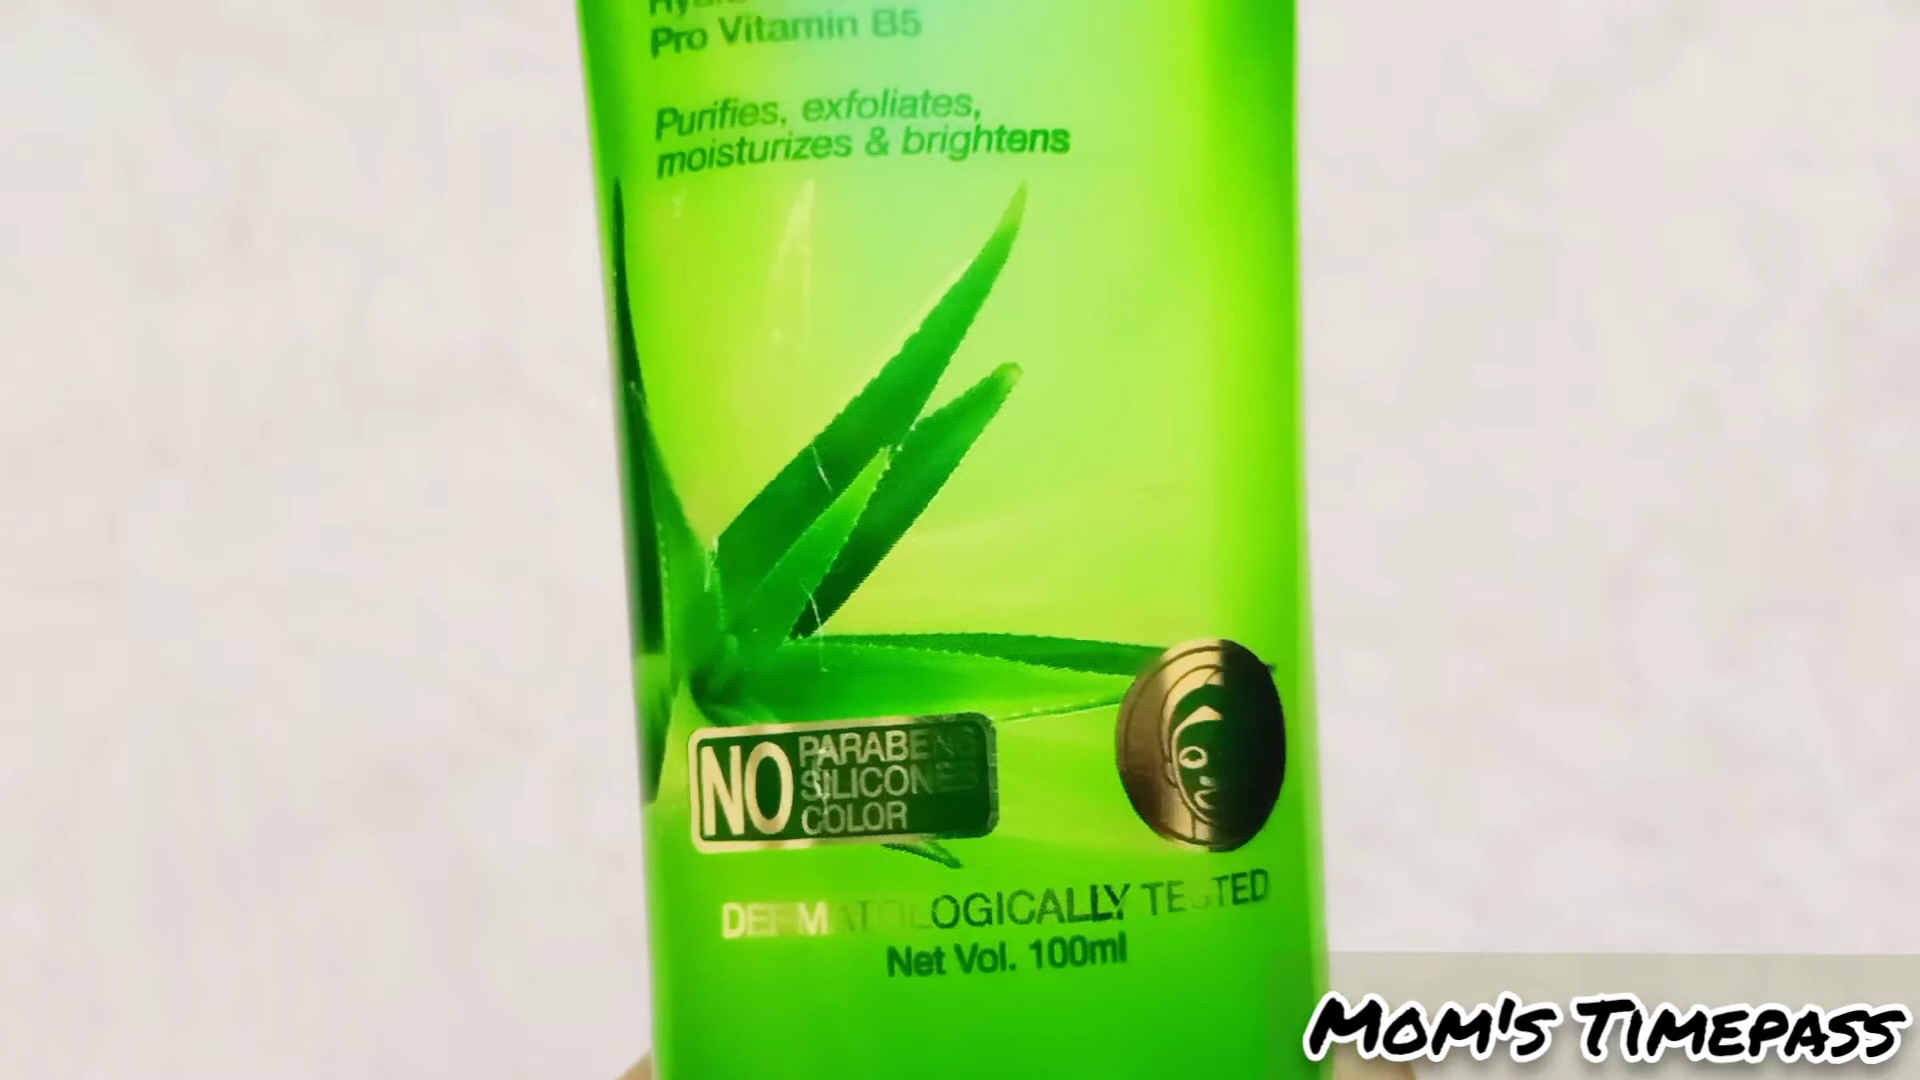 Pro Vitamin B5
Purifies, exfoliates,
moisturizes & brightens
NO
PARABENS
SILICONES
COLOR
DERMATOLOGICALLY TESTED
Net Vol. 100ml
MOM'S TIMEPASS